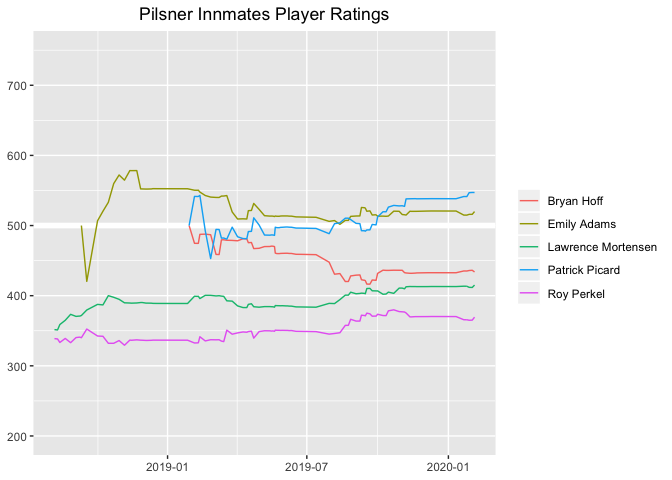 Pilsner Innmates Player Ratings
700
600
500
400
300
200
2019-01
2019-07
2020-01
Bryan Hoff
Emily Adams
Lawrence Mortensen
Patrick Picard
Roy Perkel